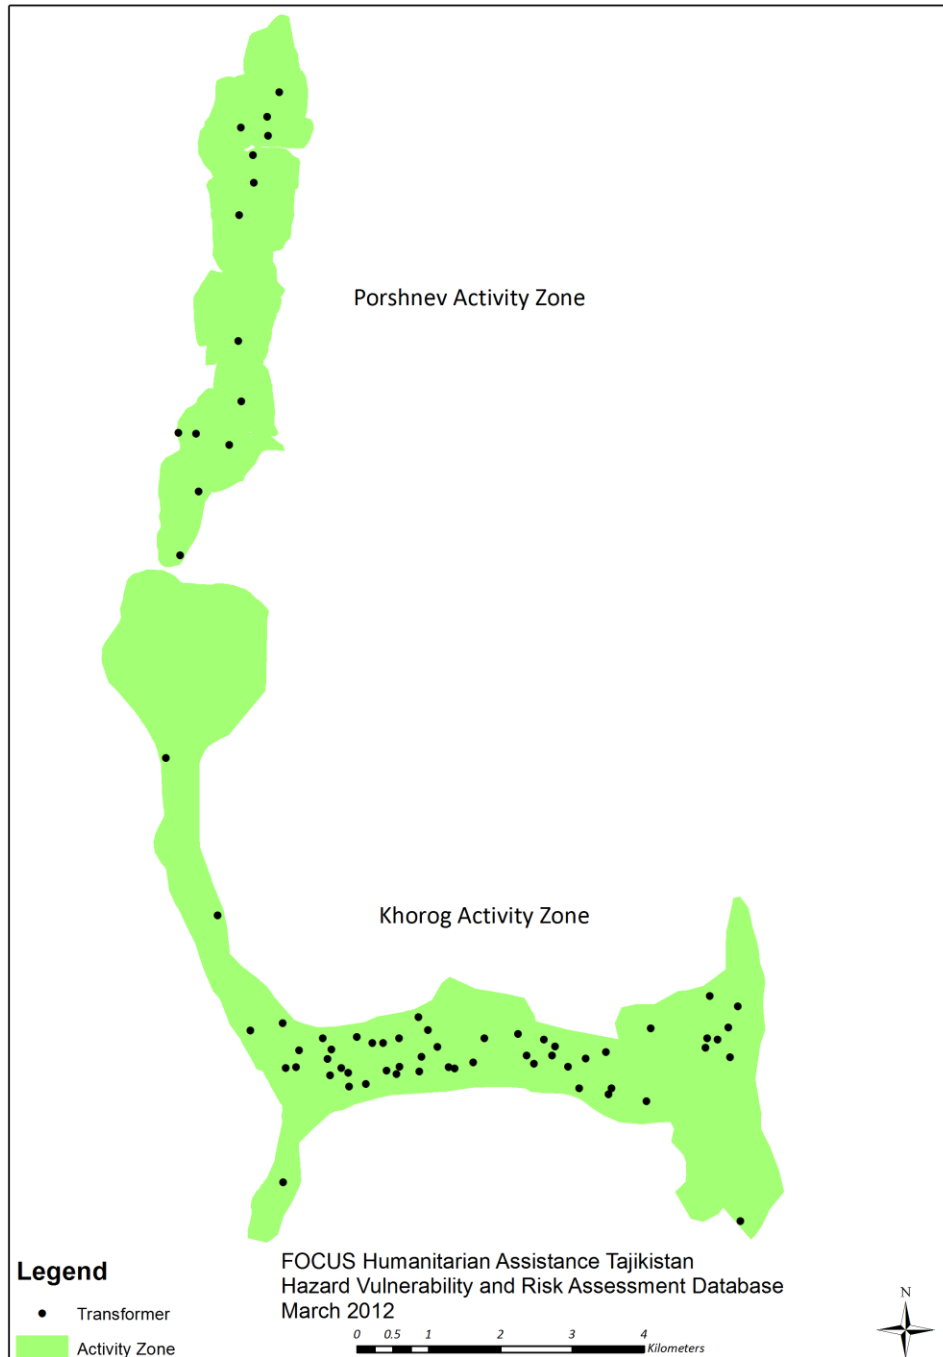 Porshnev Activity Zone
Khorog Activity Zone
Legend
Transformer
Activity Zone
FOCUS Humanitarian Assistance Tajikistan
Hazard Vulnerability and Risk Assessment Database
March 2012
0 0.5 1 2 3 4
Kilometers
N